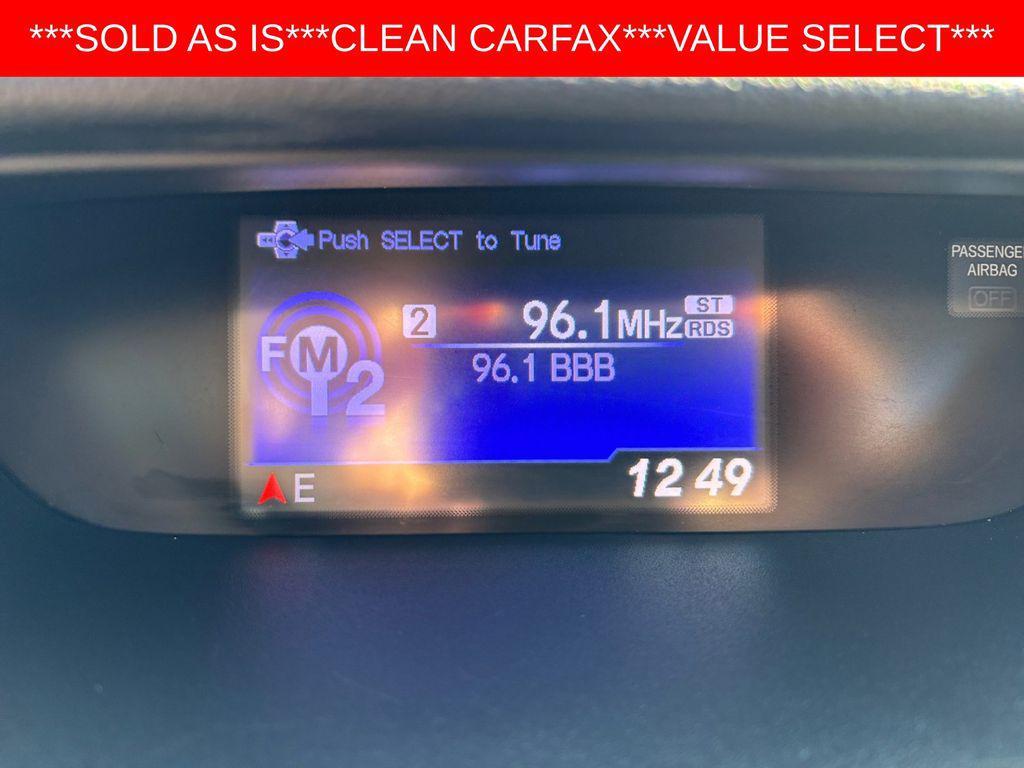 ***SOLD AS IS***CLEAN CARFAX***VALUE SELECT***
Push SELECT to Tune
PASSENGE
AIRBAG
OFF
FM2
2 96.1MHz ST
RDS
96.1 BBB
E 12 49